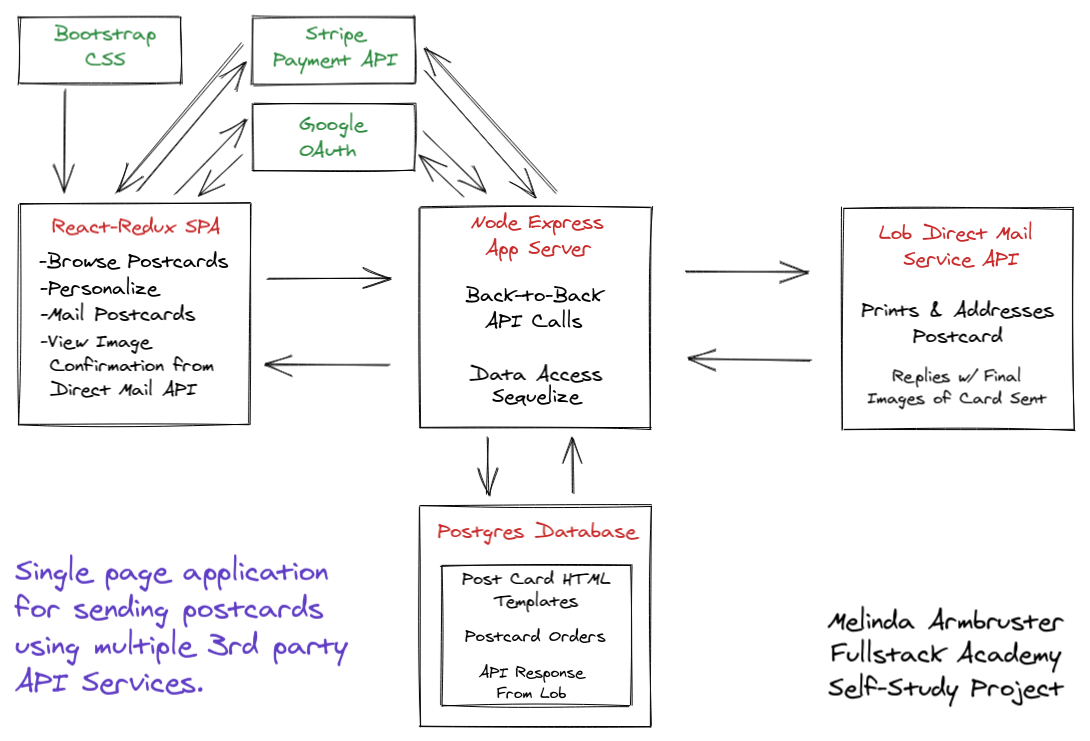 Bootstrap
CSS
Stripe
Payment API
Google
OAuth
React-Redux SPA
-Browse Postcards
-Personalize
-Mail Postcards
-View Image
Confirmation from
Direct Mail API
Node Express
App Server
Back-to-Back
API Calls
Data Access
Sequelize
Lob Direct Mail
Service API
Prints & Addresses
Postcard
Replies w/ Final
Images of Card Sent
Postgres Database
Post Card HTML
Templates
Postcard Orders
API Response
From Lob
Single page application
for sending postcards
using multiple 3rd party
API Services.
Melinda Armbruster
Fullstack Academy
Self-Study Project